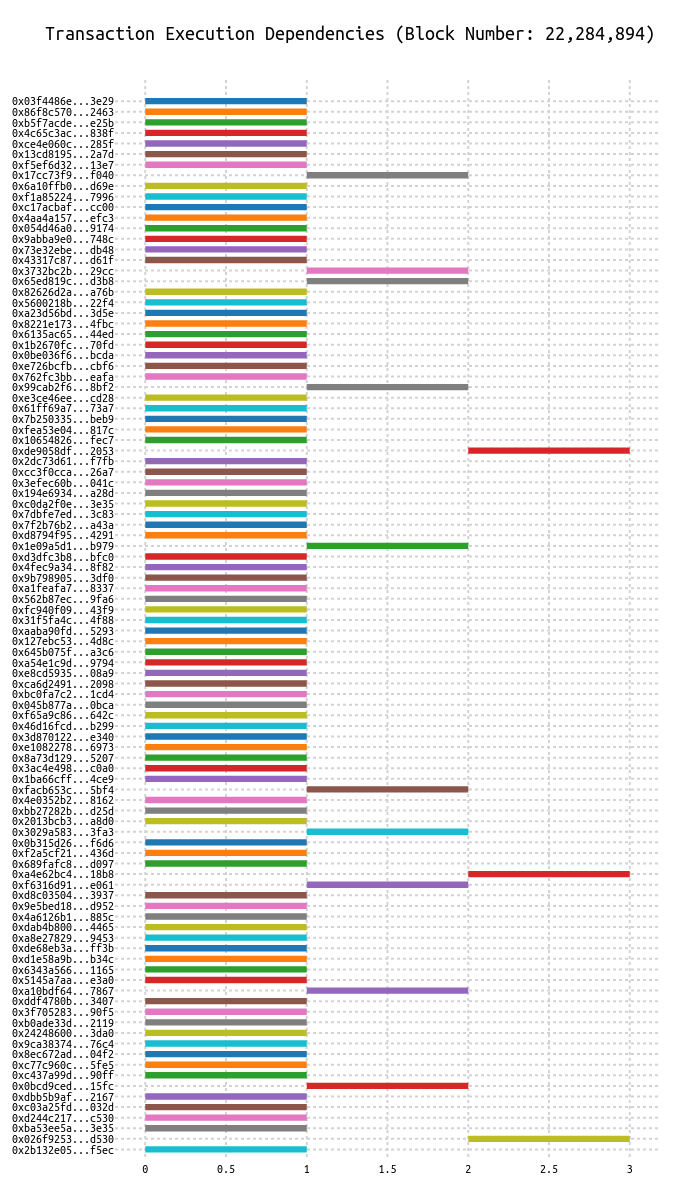 Transaction Execution Dependencies (Block Number: 22,284,894)
0x03f4486e...3e29
0x86f8c570...2463
0xb5f7acde...e25b
0x4c65c3ac...838f
0xce4e060c...285f
0x13cd8195...2a7d
0xf5ef6d32...13e7
0x17cc73f9...f040
0x6a10ffb0...d69e
0xf1a85224...7996
0xc17acbaf...cc00
0x4aa4a157...efc3
0x054d46a0...9174
0x9abba9e0...748c
0x73e32ebe...db48
0x43317c87...d61f
0x3732bc2b...29cc
0x65ed819c...d3b8
0x82626d2a...a76b
0x5600218b...22f4
0xa23d56bd...3d5e
0x8221e173...4fbc
0x6135ac65...44ed
0x1b2670fc...70fd
0x0be036f6...bcda
0xe726bcfb...cbf6
0x762fc3bb...eafa
0x99cab2f6...8bf2
0xe3ce46ee...cd28
0x61ff69a7...73a7
0x7b250335...beb9
0xfea53e04...817c
0x10654826...fec7
0xde9058df...2053
0x2dc73d61...f7fb
0xcc3f0cca...26a7
0x3efec60b...041c
0x194e6934...a28d
0xc0da2f0e...3e35
0x7dbfe7ed...3c83
0x7f2b76b2...a43a
0xd8794f95...4291
0x1e09a5d1...b979
0xd3dfc3b8...bfc0
0x4fec9a34...8f82
0x9b798905...3df0
0xa1feafa7...8337
0x562b87ec...9fa6
0xfc940f09...43f9
0x31f5fa4c...4f88
0xaaba90fd...5293
0x127ebc53...4d8c
0x645b075f...a3c6
0xa54e1c9d...9794
0xe8cd5935...08a9
0xca6d2491...2098
0xbc0fa7c2...1cd4
0x045b877a...0bca
0xf65a9c86...642c
0x46d16fcd...b299
0x3d870122...e340
0xe1082278...6973
0x8a73d129...5207
0x3ac4e498...c0a0
0x1ba66cff...4ce9
0xfacb653c...5bf4
0x4e0352b2...8162
0xbb27282b...d25d
0x2013bcb3...a8d0
0x3029a583...3fa3
0x0b315d26...f6d6
0xf2a5cf21...436d
0x689fafc8...d097
0xa4e62bc4...18b8
0xf6316d91...e061
0xd8c03504...3937
0x9e5bed18...d952
0x4a6126b1...885c
0xdab4b800...4465
0xa8e27829...9453
0xde68eb3a...ff3b
0xd1e58a9b...b34c
0x6343a566...1165
0x5145a7aa...e3a0
0xa10bdf64...7867
0xddf4780b...3407
0x3f705283...90f5
0xb0ade33d...2119
0x24248600...3da0
0x9ca38374...76c4
0x8ec672ad...04f2
0xc77c960c...5fe5
0xc437a99d...90ff
0x0bcd9ced...15fc
0xdbb5b9af...2167
0xc03a25fd...032d
0xd244c217...c530
0xba53ee5a...3e35
0x026f9253...d530
0x2b132e05...f5ec
0 0.5 1 1.5 2 2.5 3